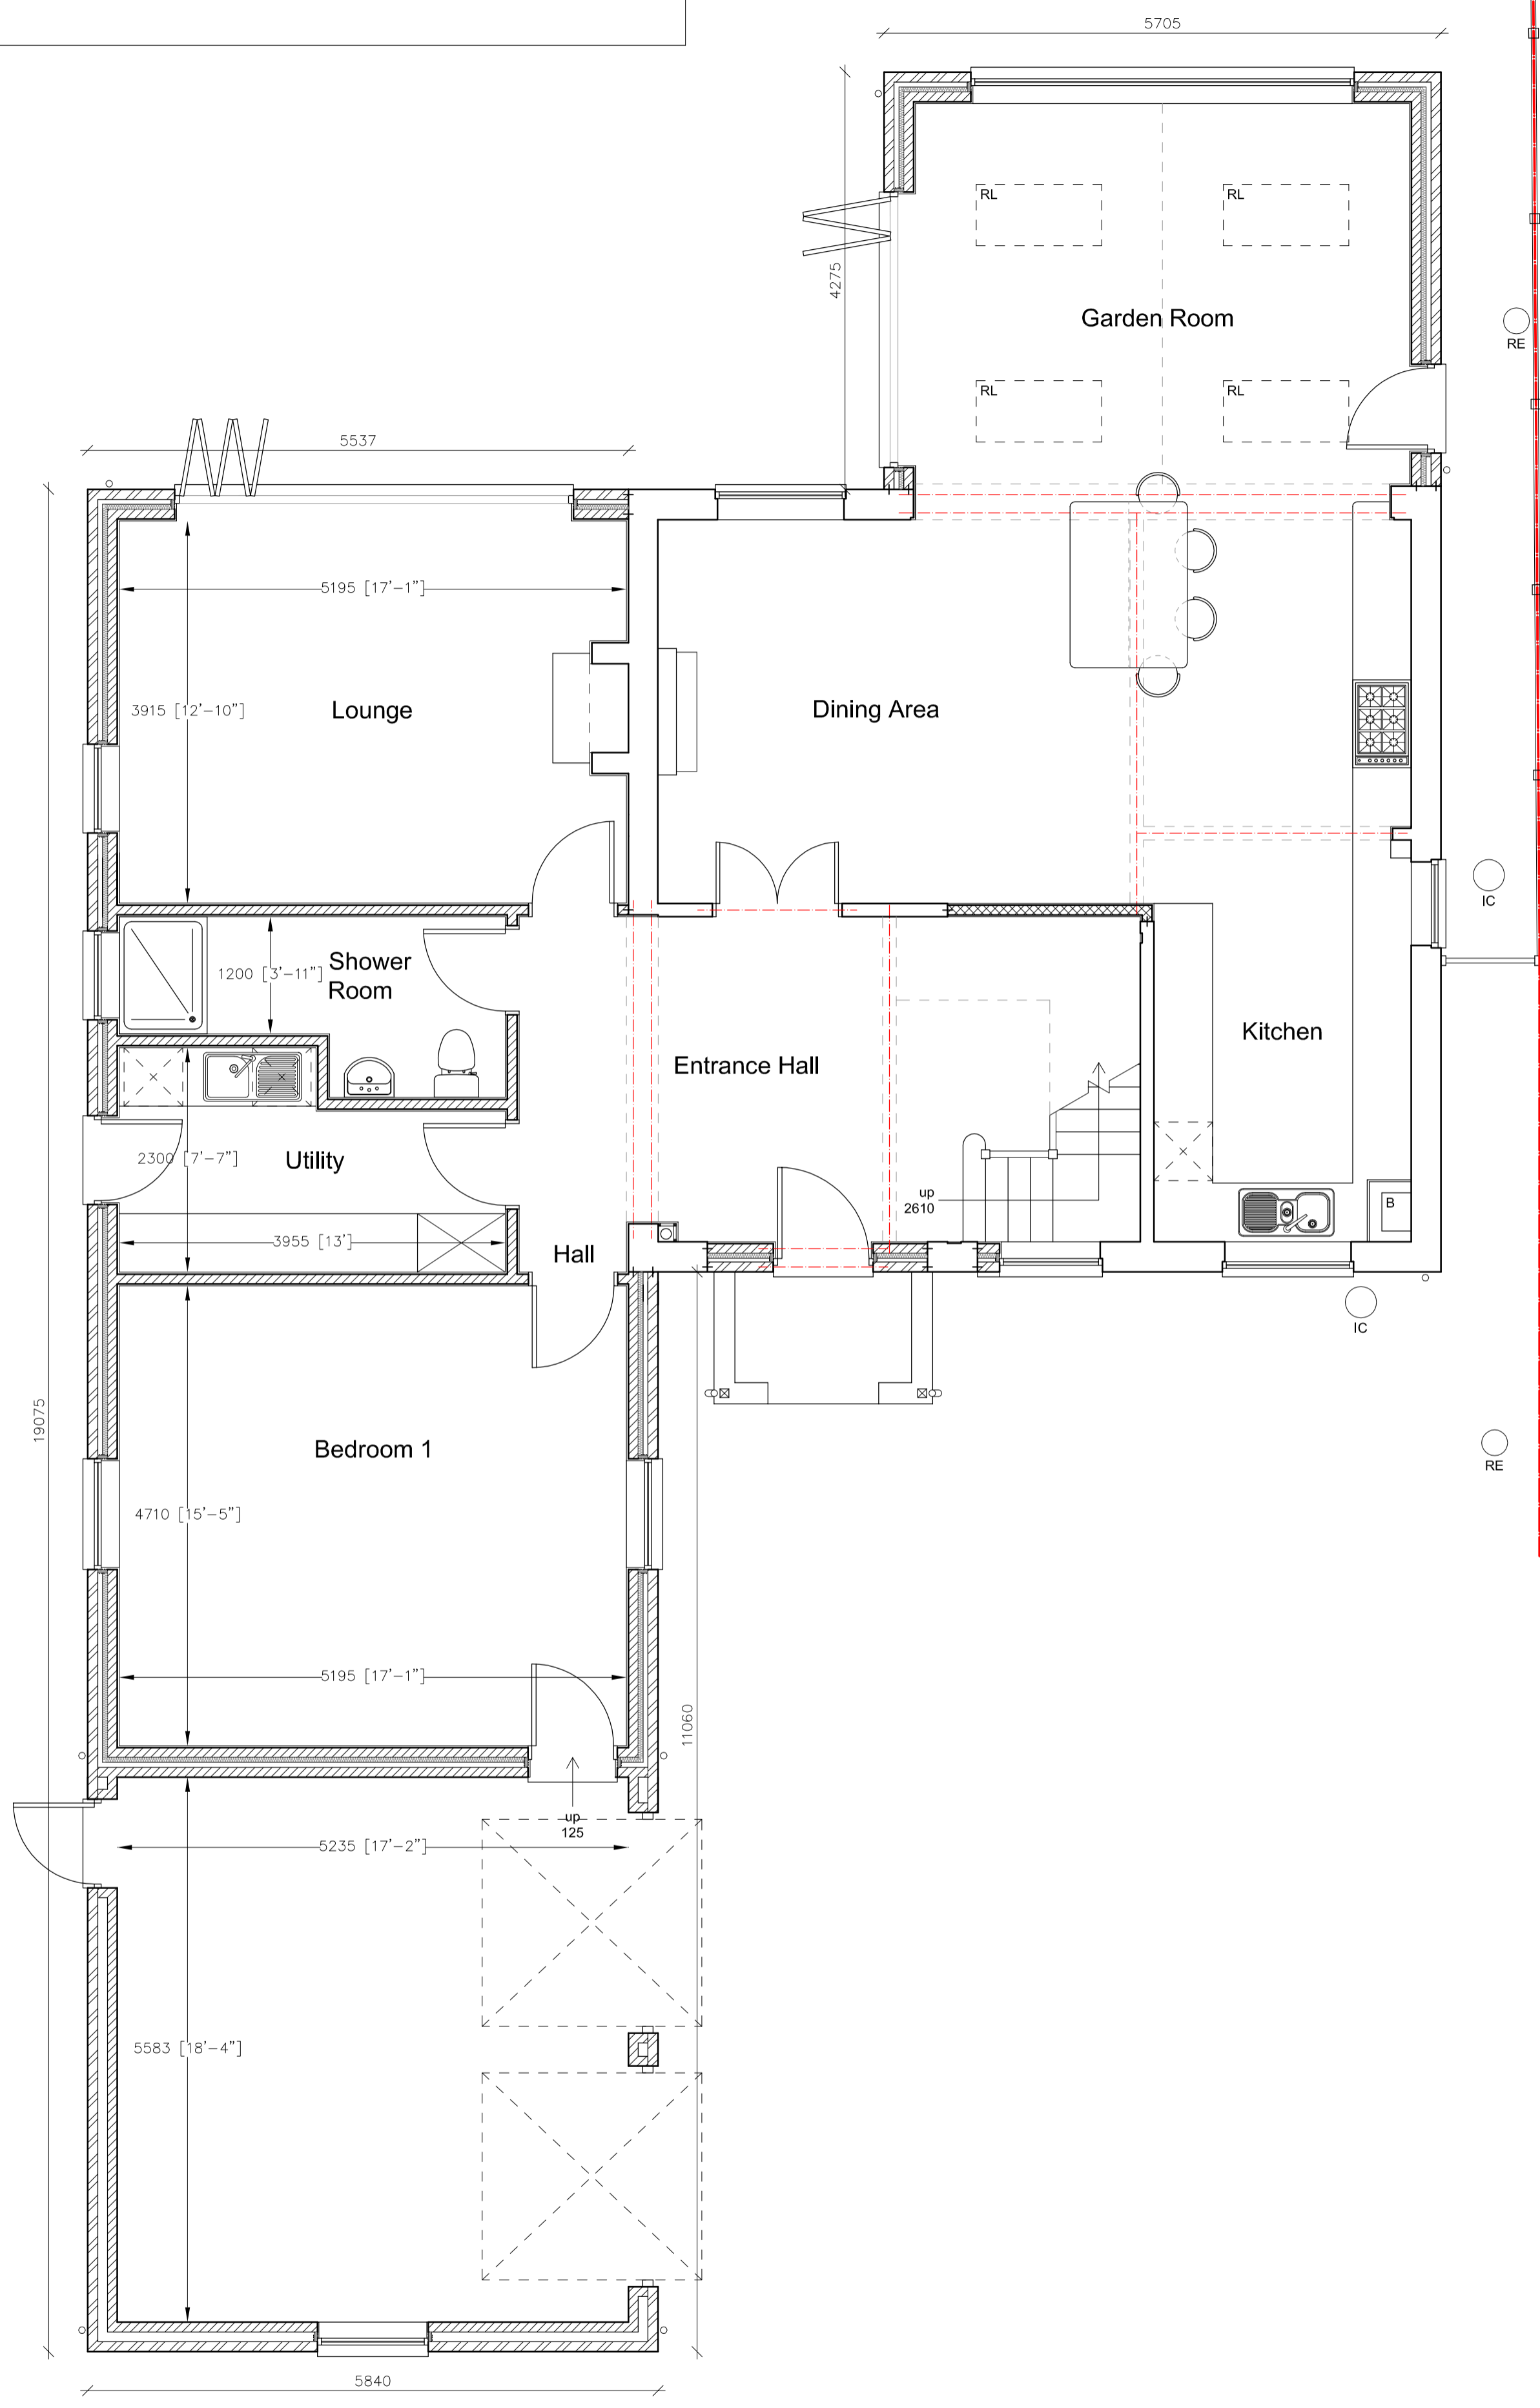 5705
RL
RL
4275
Garden Room
RE
RL
RL
5537
5195 [17'-1"]
3915 [12'-10"]
Lounge
Dining Area
IC
1200 [3'-11"]
Shower
Room
Kitchen
Entrance Hall
2300 [7'-7"]
Utility
up
2610
B
3955 [13']
Hall
IC
19075
Bedroom 1
RE
4710 [15'-5"]
5195 [17'-1"]
11060
up
125
5235 [17'-2"]
5583 [18'-4"]
5840